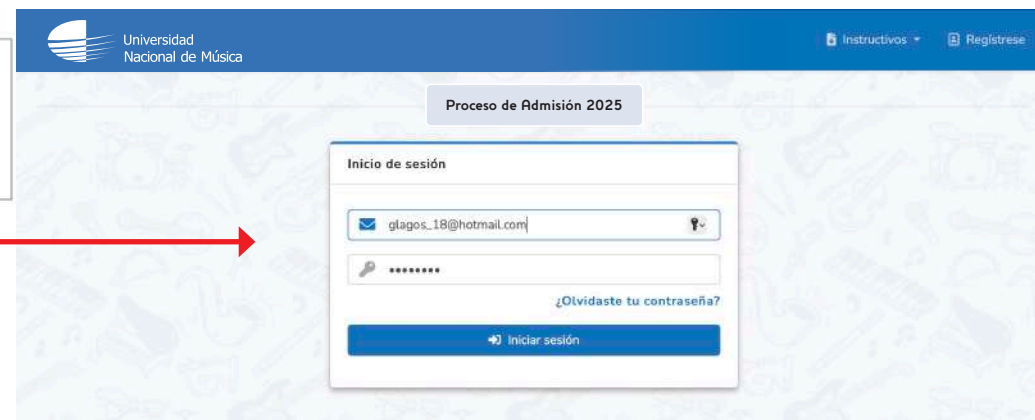 Universidad
Nacional de Música
Instructivos
Regístrese
Proceso de Admisión 2025
Inicio de sesión
glagos_18@hotmail.com
••••••••
¿Olvidaste tu contraseña?
Iniciar sesión